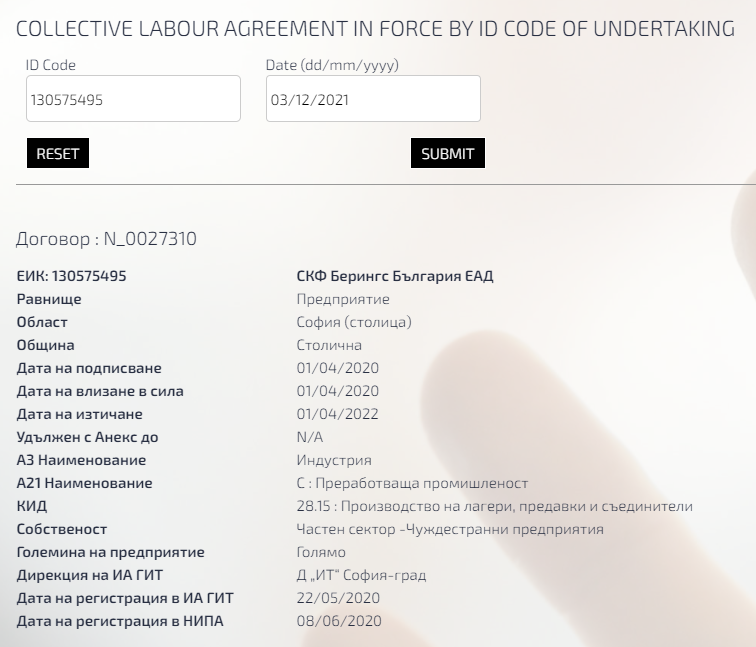 COLLECTIVE LABOUR AGREEMENT IN FORCE BY ID CODE OF UNDERTAKING
ID Code Date (dd/mm/yyyy)
130575495 03/12/2021
RESET SUBMIT
Договор : N_0027310
ЕИК: 130575495 СКФ Берингс България ЕАД
Равнище Предприятие
Област София (столица)
Община Столична
Дата на подписване 01/04/2020
Дата на влизане в сила 01/04/2020
Дата на изтичане 01/04/2022
Удължен с Анекс до N/A
А3 Наименование Индустрия
А21 Наименование C : Преработваща промишленост
КИД 28.15 : Производство на лагери, предавки и съединители
Собственост Частен сектор -Чуждестранни предприятия
Големина на предприятие Голямо
Дирекция на ИА ГИТ Д „ИТ“ София-град
Дата на регистрация в ИА ГИТ 22/05/2020
Дата на регистрация в НИПА 08/06/2020